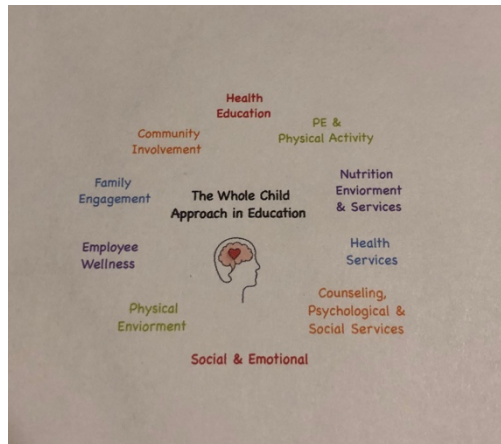 Health
Education
PE &
Physical Activity
Community
Involvement
Nutrition
Enviorment
& Services
Family
Engagement
The Whole Child
Approach in Education
Health
Services
Employee
Wellness
Counseling,
Psychological &
Social Services
Physical
Enviorment
Social & Emotional